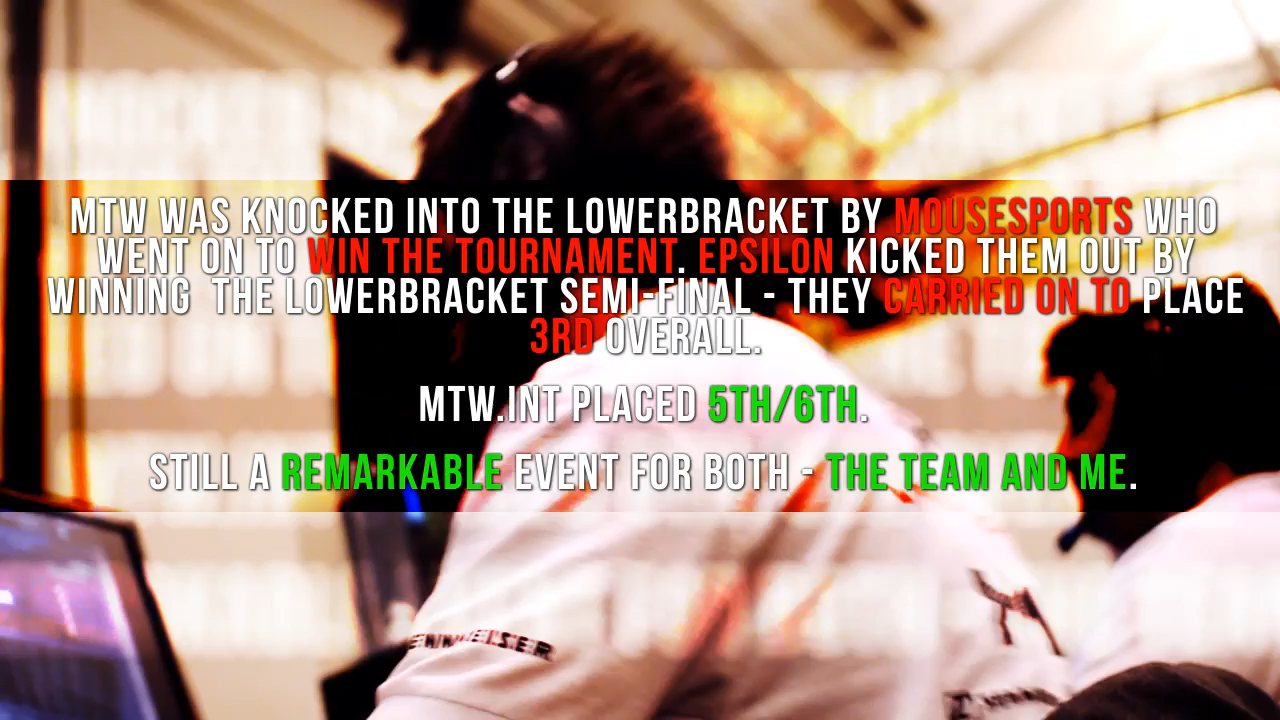 MTW WAS KNOCKED INTO THE LOWERBRACKET BY MOUSESPORTS WHO
WENT ON TO WIN THE TOURNAMENT. EPSILON KICKED THEM OUT BY
WINNING  THE LOWERBRACKET SEMI-FINAL - THEY CARRIED ON TO PLACE
3RD OVERALL.
MTW.INT PLACED 5TH/6TH.
STILL A REMARKABLE EVENT FOR BOTH - THE TEAM AND ME.